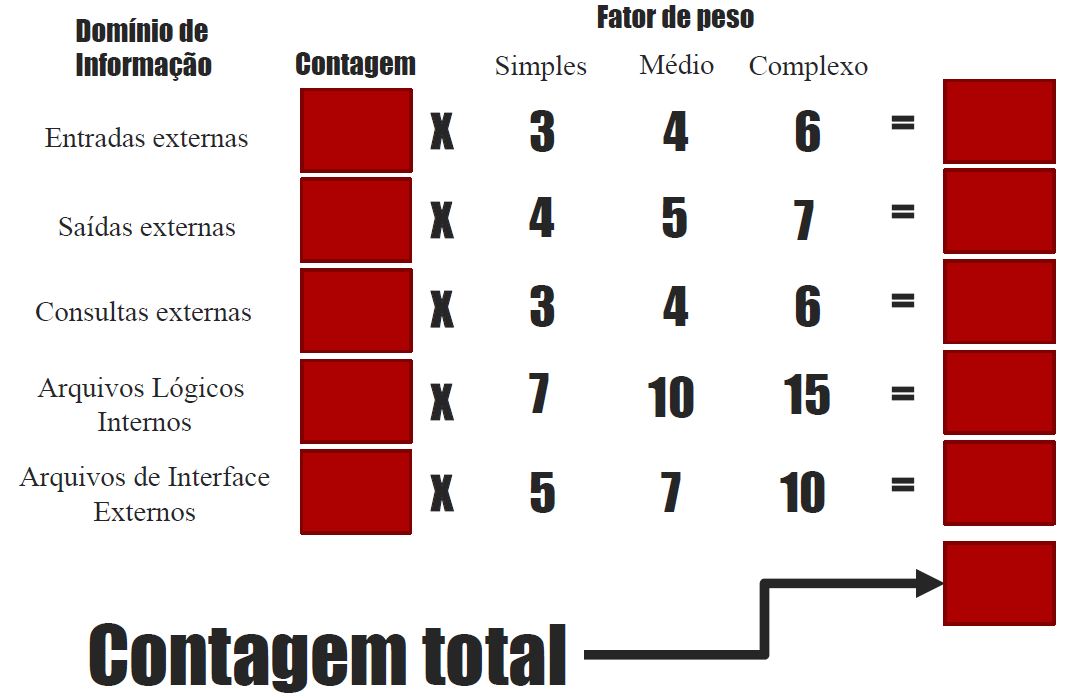 Domínio de
Informação
Contagem
Fator de peso
Simples Médio Complexo
Entradas externas X 3 4 6 =
Saídas externas X 4 5 7 =
Consultas externas X 3 4 6 =
Arquivos Lógicos
Internos
X 7 10 15 =
Arquivos de Interface
Externos
X 5 7 10 =
Contagem total